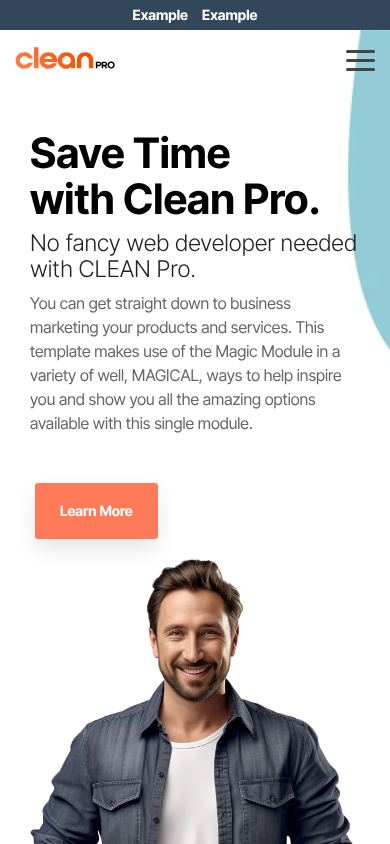 Example Example
clean PRO
Save Time
with Clean Pro.
No fancy web developer needed
with CLEAN Pro.
You can get straight down to business
marketing your products and services. This
template makes use of the Magic Module in a
variety of well, MAGICAL, ways to help inspire
you and show you all the amazing options
available with this single module.
Learn More